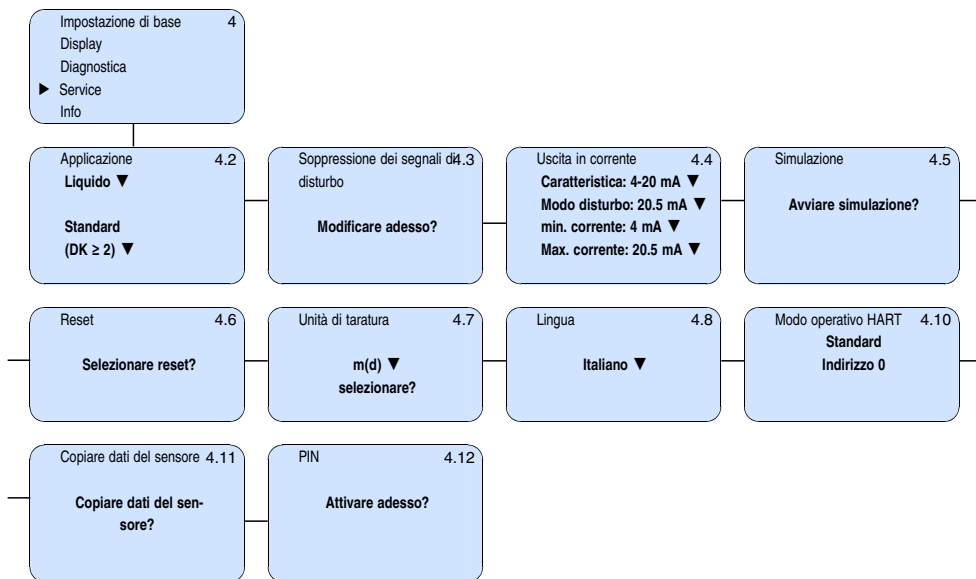 Impostazione di base 4
Display
Diagnostica
▶ Service
Info
Applicazione 4.2
Liquido ▼
Standard
(DK ≥ 2) ▼
Soppressione dei segnali di 4.3
disturbo
Modificare adesso?
Uscita in corrente 4.4
Caratteristica: 4-20 mA ▼
Modo disturbo: 20.5 mA ▼
min. corrente: 4 mA ▼
Max. corrente: 20.5 mA ▼
Simulazione 4.5
Avviare simulazione?
Reset 4.6
Selezionare reset?
Unità di taratura 4.7
m(d) ▼
selezionare?
Lingua 4.8
Italiano ▼
Modo operativo HART 4.10
Standard
Indirizzo 0
Copiare dati del sensore 4.11
Copiare dati del sen-
sore?
PIN 4.12
Attivare adesso?